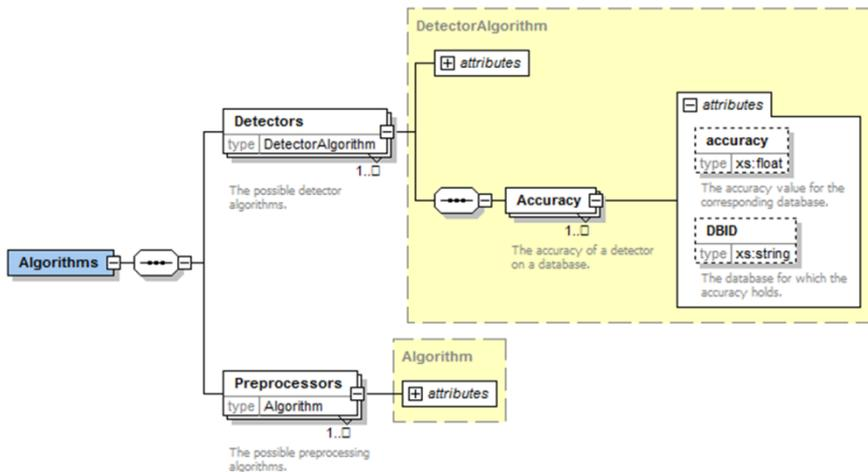 DetectorAlgorithm
attributes
Detectors
type DetectorAlgorithm
1..□
The possible detector
algorithms.
attributes
accuracy
type xs:float
The accuracy value for the
corresponding database.
DBID
type xs:string
The database for which the
accuracy holds.
Accuracy
1..□
The accuracy of a detector
on a database.
Algorithms
Algorithm
attributes
Preprocessors
type Algorithm
1..□
The possible preprocessing
algorithms.